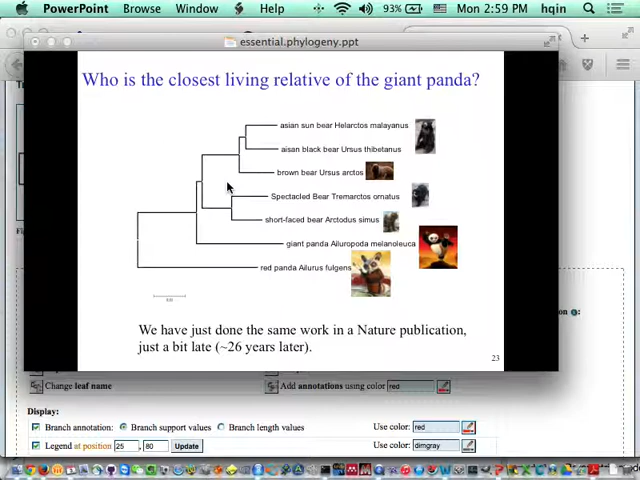 PowerPoint Browse Window Help 93% Mon 2:59 PM hqin
essential.phylogeny.ppt
Who is the closest living relative of the giant panda?
asian sun bear Helarctos malayanus
aisan black bear Ursus thibetanus
brown bear Ursus arctos
Spectacled Bear Tremarctos ornatus
short-faced bear Arctodus simus
giant panda Ailuropoda melanoleuca
red panda Ailurus fulgens
We have just done the same work in a Nature publication,
just a bit late (~26 years later).
23
Change leaf name Add annotations using color red
Display:
Branch annotation: Branch support values Branch length values Use color: red
Legend at position 25 , 80 Update Use color: dimgray